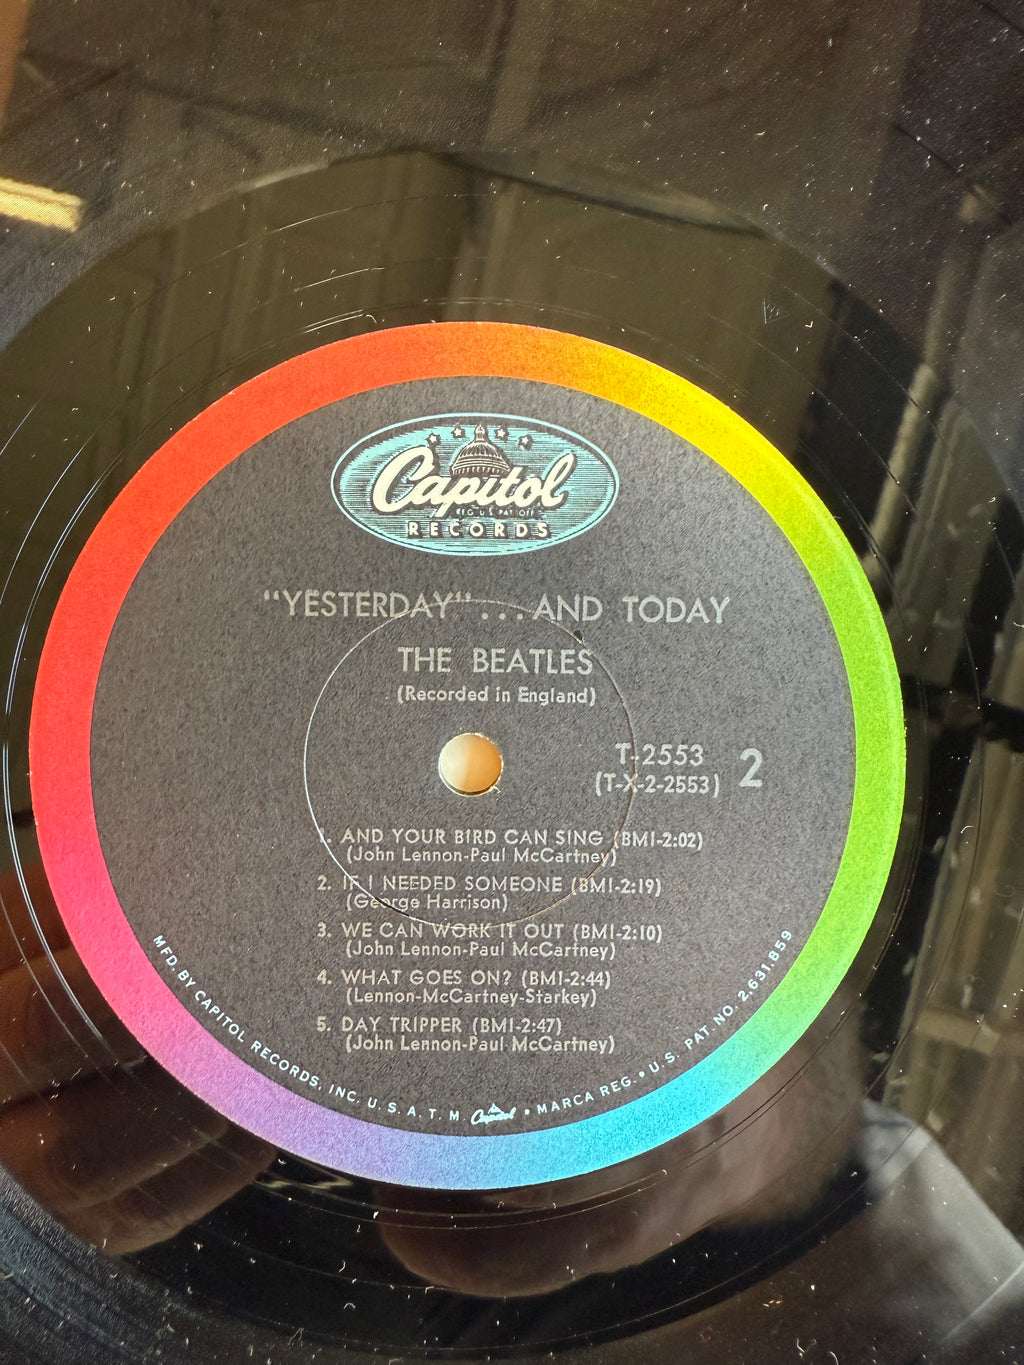 Capitol
REG. U.S. PAT. OFF.
RECORDS
"YESTERDAY" ... AND TODAY
THE BEATLES
(Recorded in England)
T-2553 2
(T-X-2-2553)
1. AND YOUR BIRD CAN SING (BMI-2:02)
(John Lennon-Paul McCartney)
2. IF I NEEDED SOMEONE (BMI-2:19)
(George Harrison)
3. WE CAN WORK IT OUT (BMI-2:10)
(John Lennon-Paul McCartney)
4. WHAT GOES ON? (BMI-2:44)
(Lennon-McCartney-Starkey)
5. DAY TRIPPER (BMI-2:47)
(John Lennon-Paul McCartney)
MFD. BY CAPITOL RECORDS, INC. U.S.A. T.M. Capitol • MARCA REG. • U.S. PAT. NO. 2,631,859